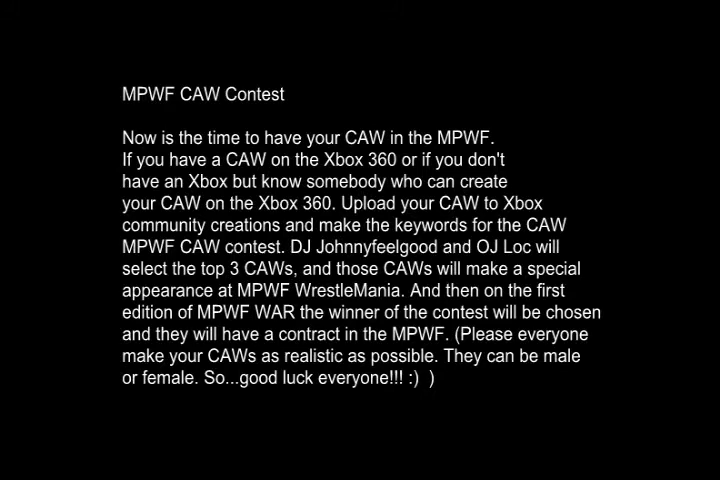 MPWF CAW Contest
Now is the time to have your CAW in the MPWF.
If you have a CAW on the Xbox 360 or if you don't
have an Xbox but know somebody who can create
your CAW on the Xbox 360. Upload your CAW to Xbox
community creations and make the keywords for the CAW
MPWF CAW contest. DJ Johnnyfeelgood and OJ Loc will
select the top 3 CAWs, and those CAWs will make a special
appearance at MPWF WrestleMania. And then on the first
edition of MPWF WAR the winner of the contest will be chosen
and they will have a contract in the MPWF. (Please everyone
make your CAWs as realistic as possible. They can be male
or female. So...good luck everyone!!! :)  )